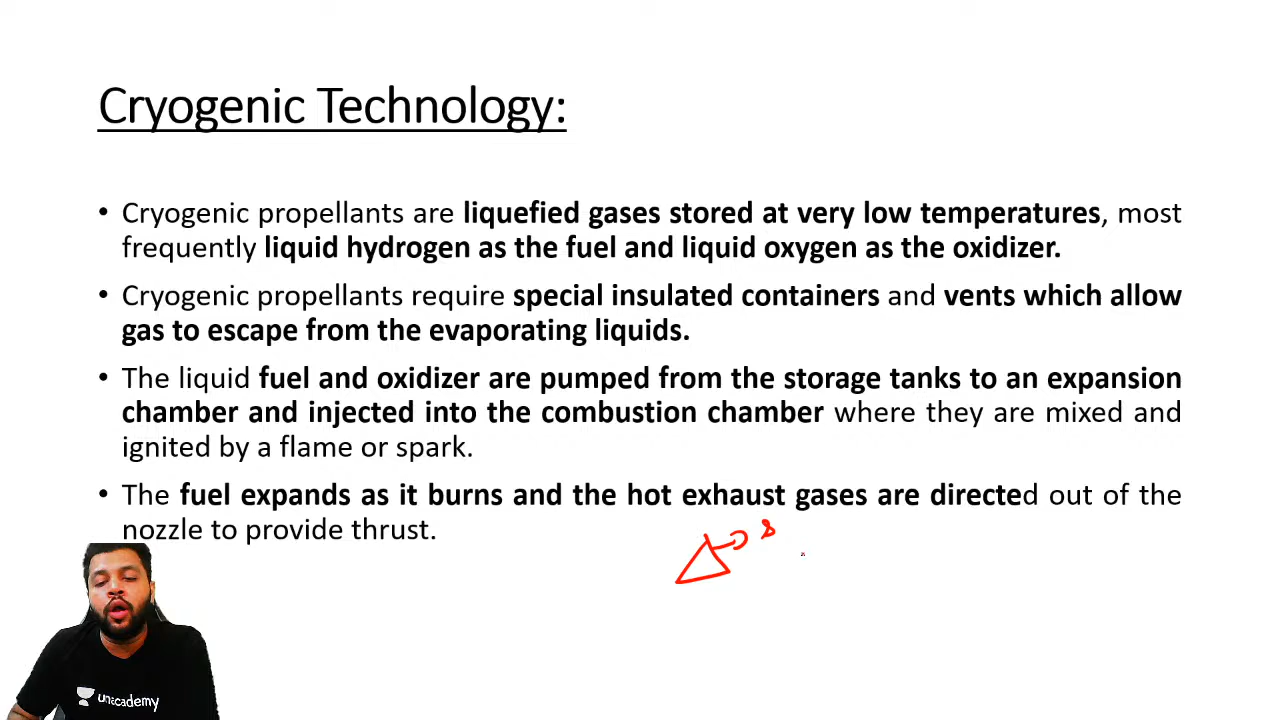 Cryogenic Technology:
• Cryogenic propellants are liquefied gases stored at very low temperatures, most
frequently liquid hydrogen as the fuel and liquid oxygen as the oxidizer.
• Cryogenic propellants require special insulated containers and vents which allow
gas to escape from the evaporating liquids.
• The liquid fuel and oxidizer are pumped from the storage tanks to an expansion
chamber and injected into the combustion chamber where they are mixed and
ignited by a flame or spark.
• The fuel expands as it burns and the hot exhaust gases are directed out of the
nozzle to provide thrust.
unacademy